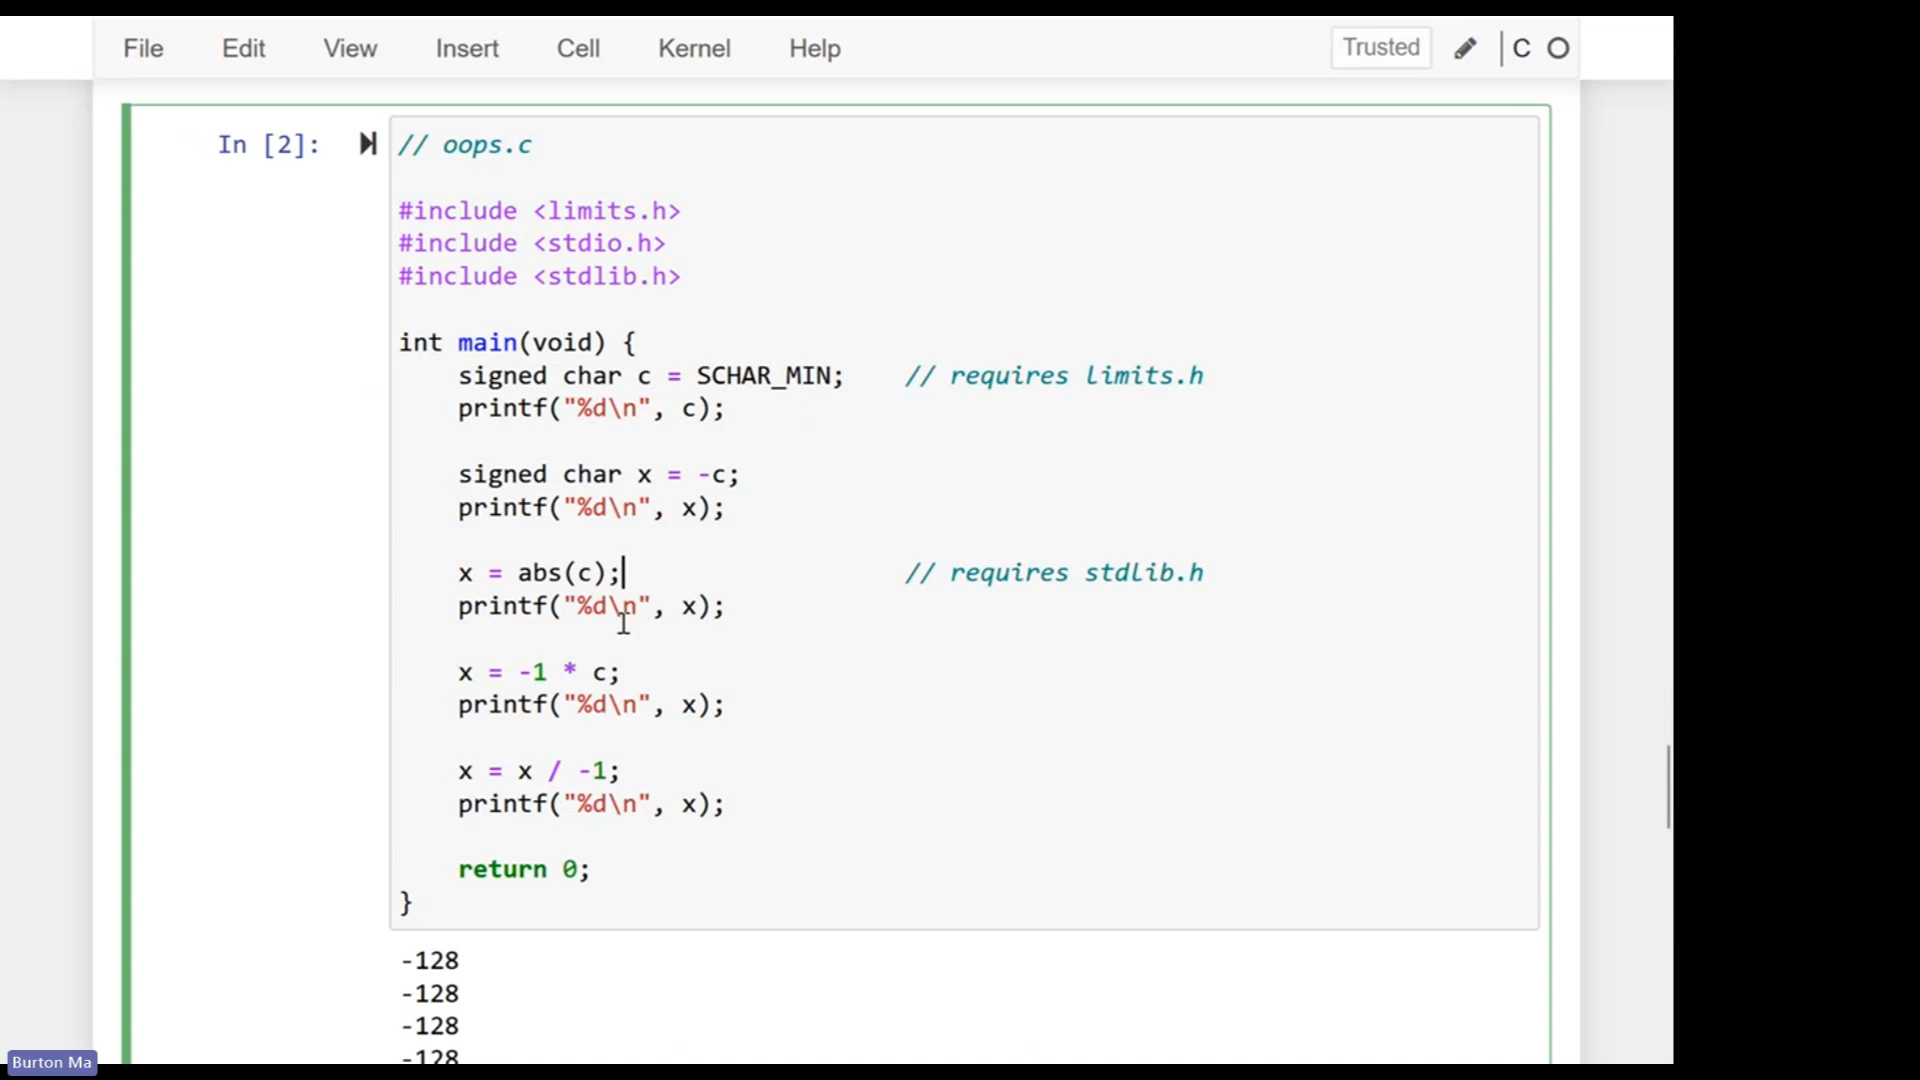 File Edit View Insert Cell Kernel Help Trusted C
In [2]: // oops.c
#include <limits.h>
#include <stdio.h>
#include <stdlib.h>
int main(void) {
signed char c = SCHAR_MIN; // requires limits.h
printf("%d\n", c);
signed char x = -c;
printf("%d\n", x);
x = abs(c); // requires stdlib.h
printf("%d\n", x);
x = -1 * c;
printf("%d\n", x);
x = x / -1;
printf("%d\n", x);
return 0;
}
-128
-128
-128
-128
Burton Ma